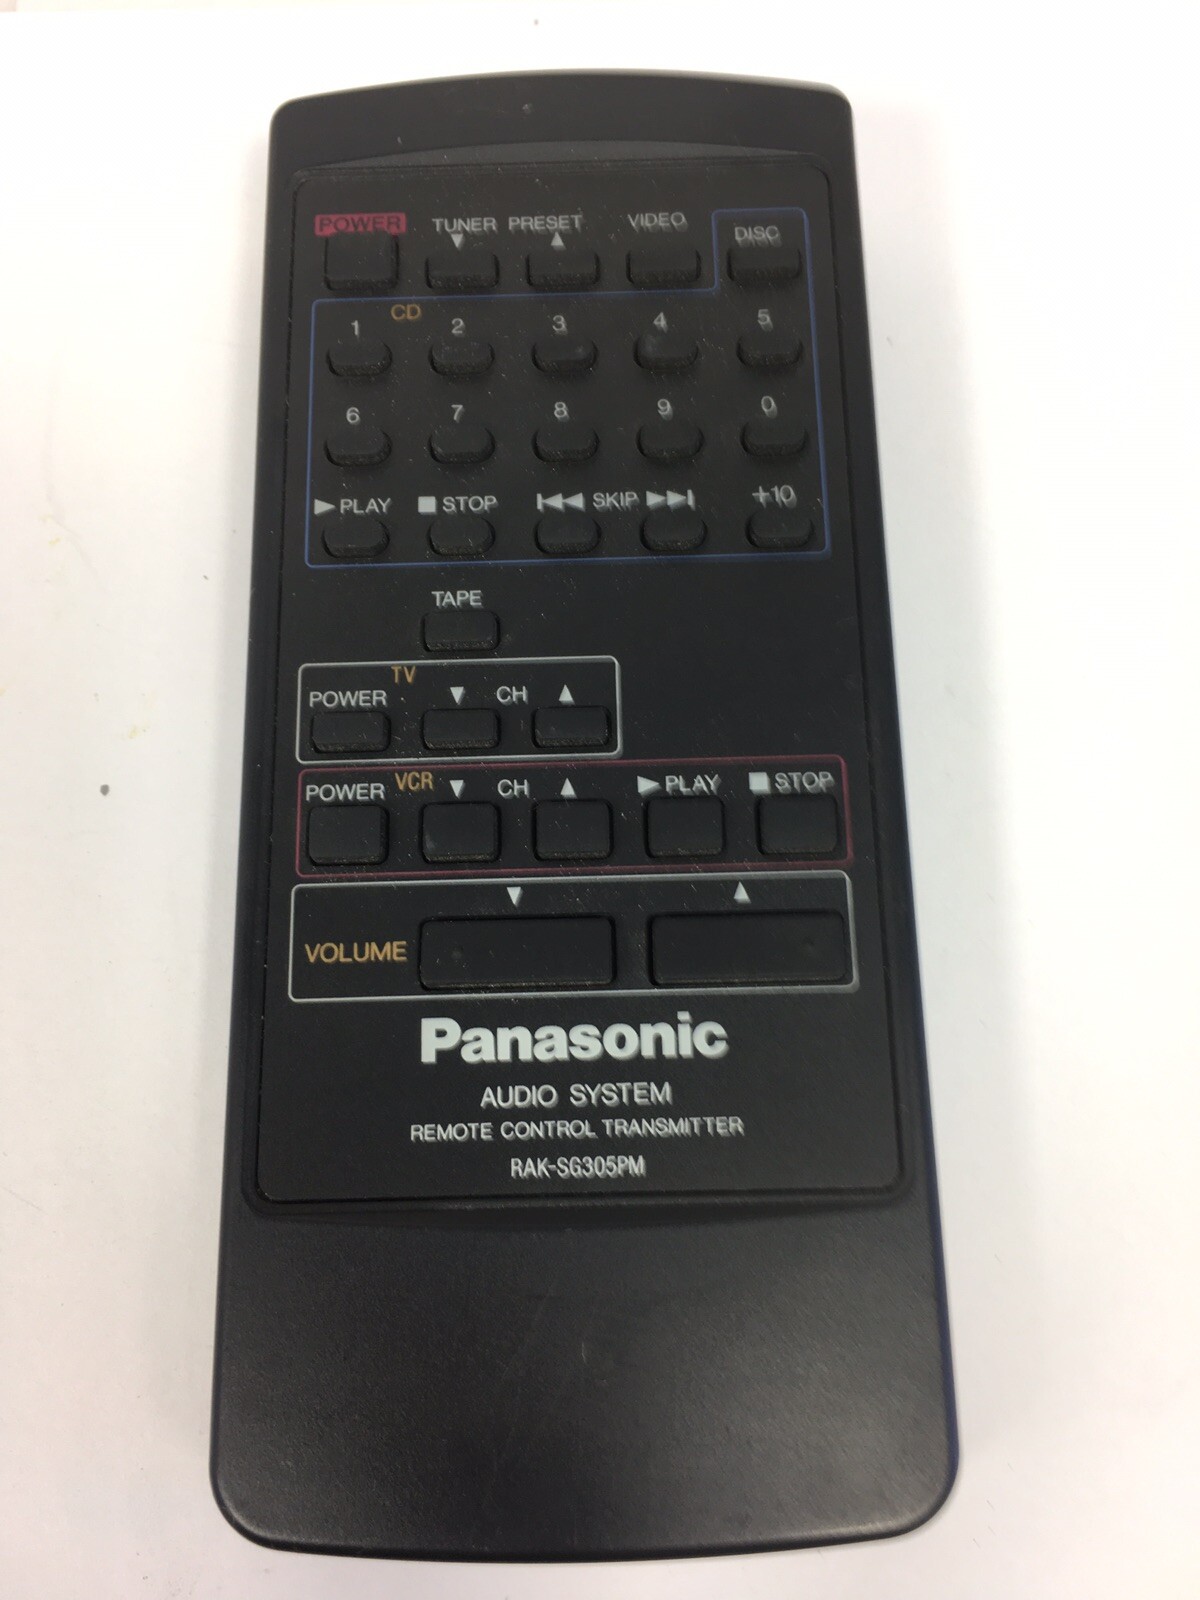 POWER TUNER PRESET VIDEO DISC
▼ ▲
CD
1 2 3 4 5
6 7 8 9 0
▶PLAY ■STOP |◀◀ SKIP ▶▶| +10
TAPE
TV
POWER ▼ CH ▲
POWER VCR ▼ CH ▲ ▶PLAY ■STOP
▼ ▲
VOLUME
Panasonic
AUDIO SYSTEM
REMOTE CONTROL TRANSMITTER
RAK-SG305PM